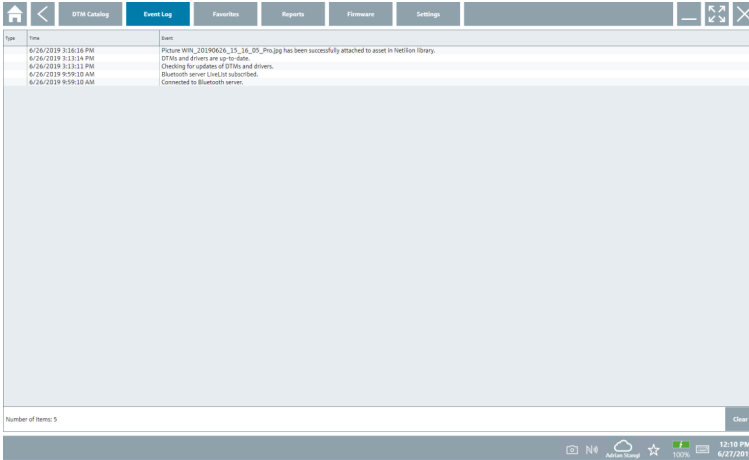 DTM Catalog
Event Log
Favorites
Reports
Firmware
Settings
Type Time Event
6/26/2019 3:16:16 PM Picture WIN_20190626_15_16_05_Pro.jpg has been successfully attached to asset in Netilion library.
6/26/2019 3:13:14 PM DTMs and drivers are up-to-date.
6/26/2019 3:13:11 PM Checking for updates of DTMs and drivers.
6/26/2019 9:59:10 AM Bluetooth server LiveList subscribed.
6/26/2019 9:59:10 AM Connected to Bluetooth server.
Number of items: 5
Clear
Adrian Stangl
100%
12:10 PM
6/27/201